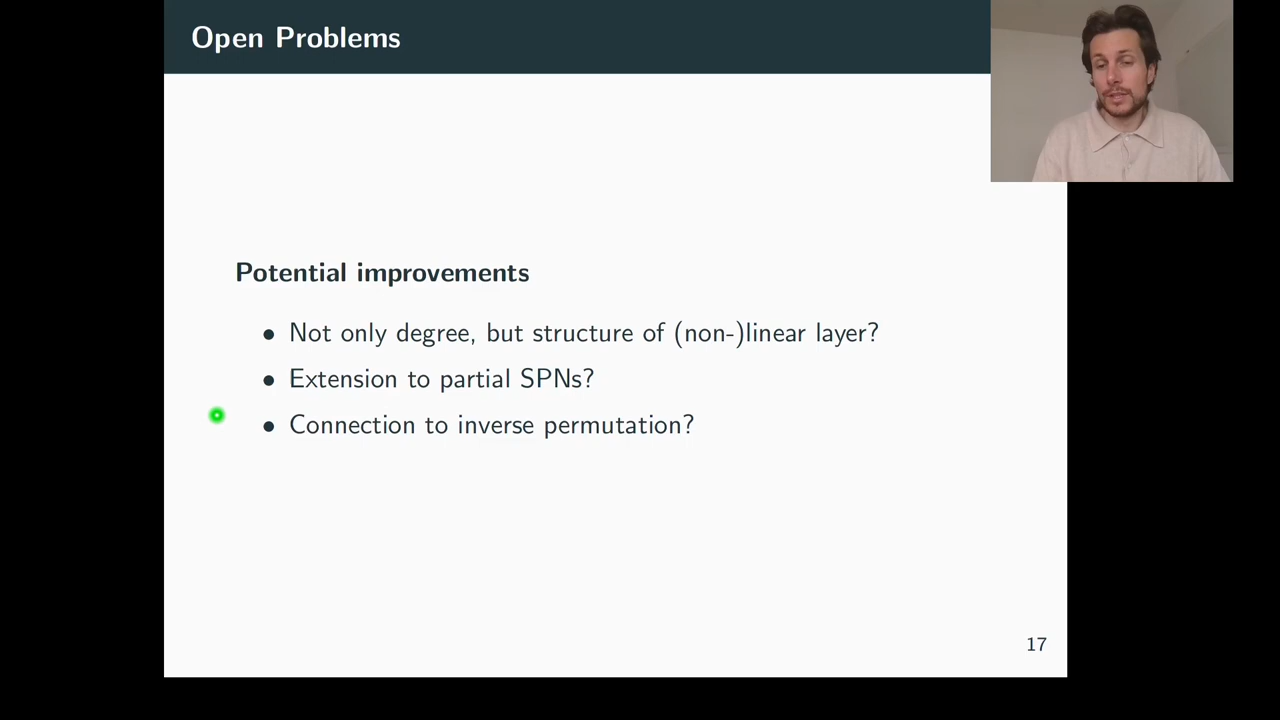 Open Problems
Potential improvements
• Not only degree, but structure of (non-)linear layer?
• Extension to partial SPNs?
• Connection to inverse permutation?
17